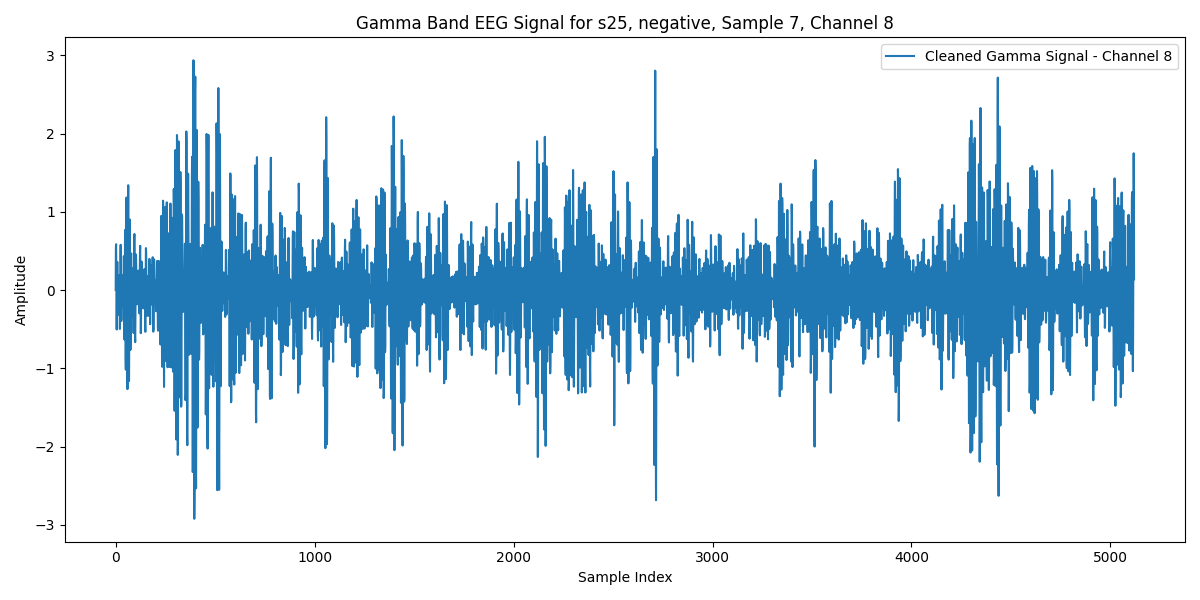 Gamma Band EEG Signal for s25, negative, Sample 7, Channel 8
Cleaned Gamma Signal - Channel 8
Amplitude
3
2
1
0
−1
−2
−3
0 1000 2000 3000 4000 5000
Sample Index